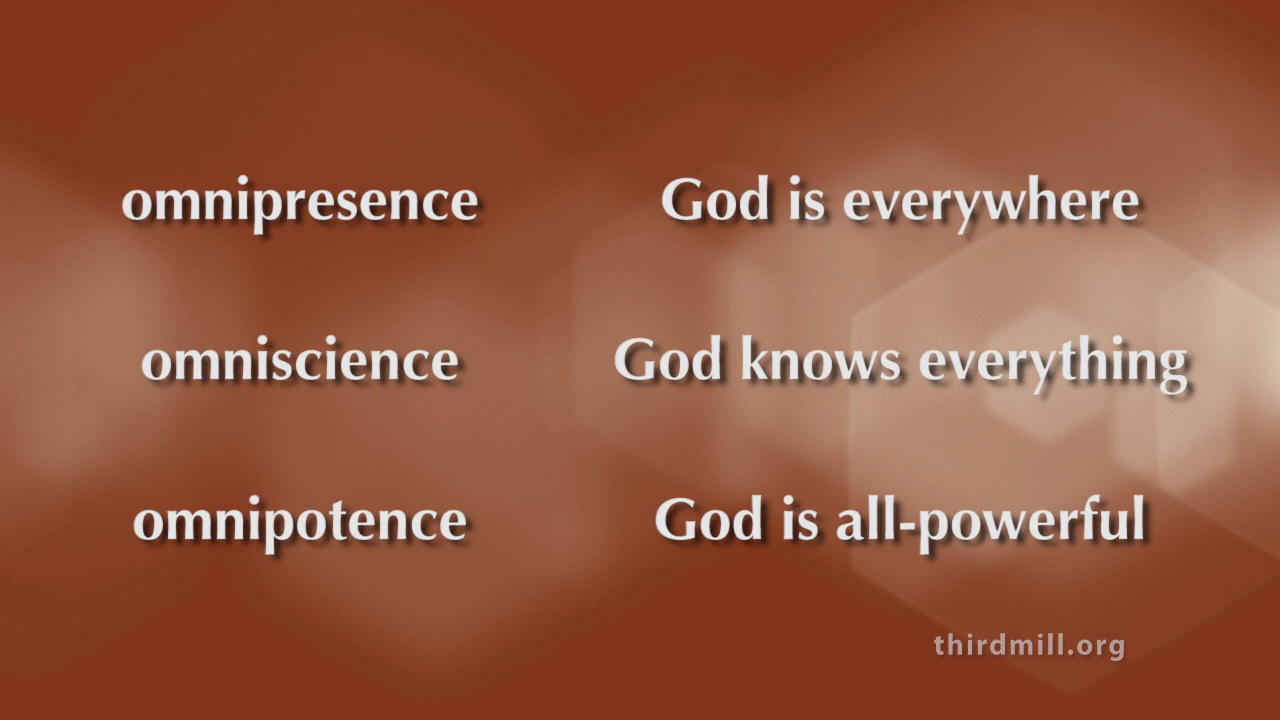 omnipresence God is everywhere
omniscience God knows everything
omnipotence God is all-powerful
thirdmill.org